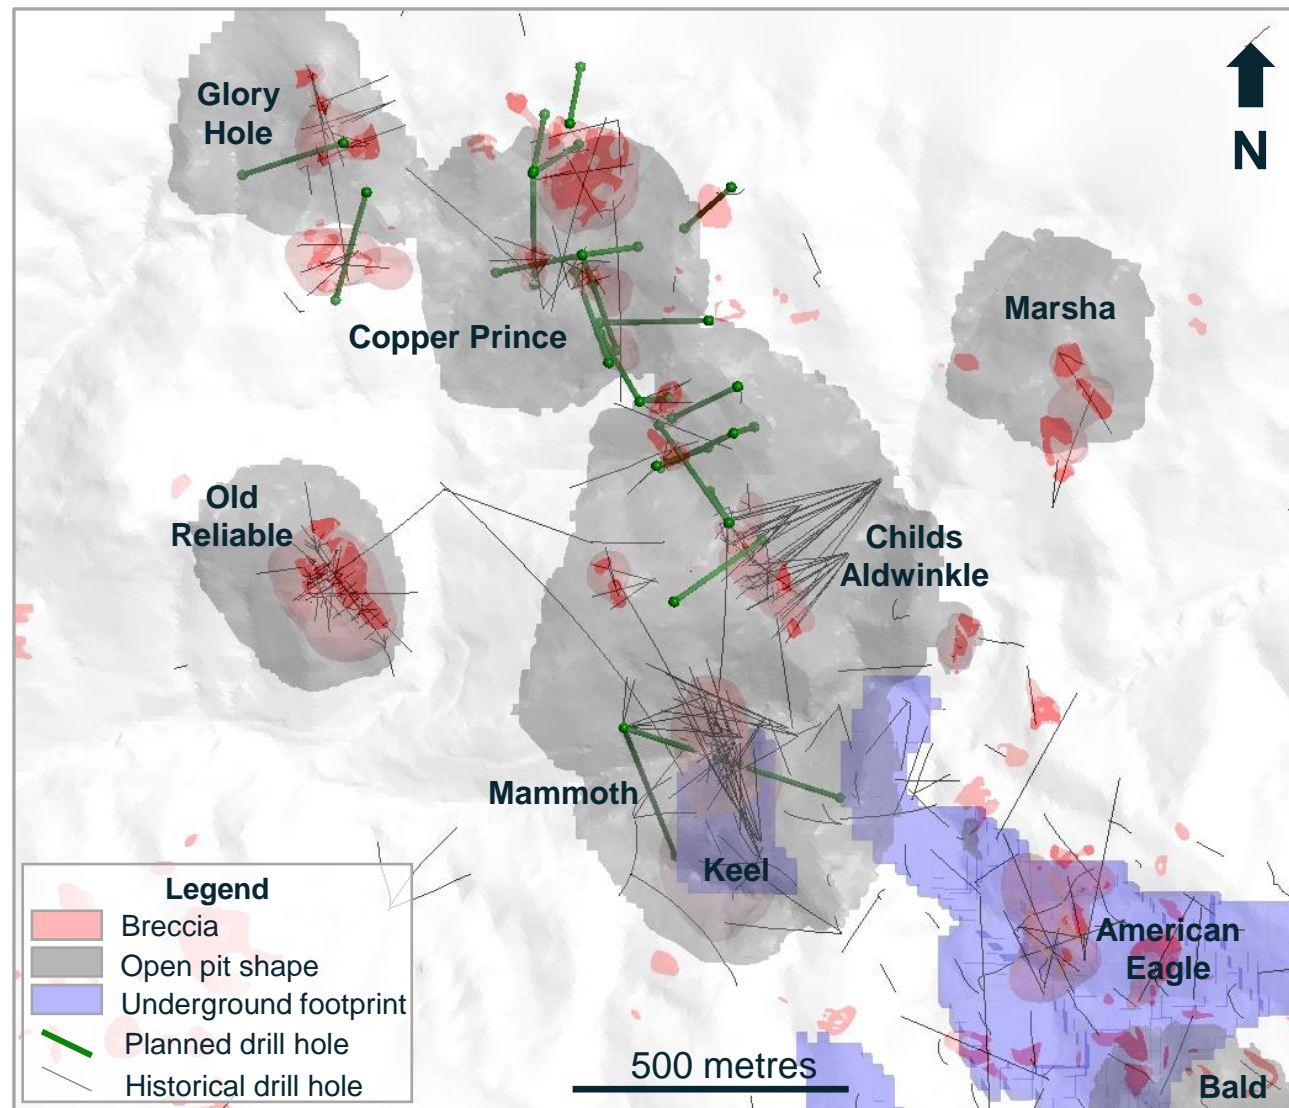 Glory
Hole
N
Copper Prince
Marsha
Old
Reliable
Childs
Aldwinkle
Mammoth
Keel
American
Eagle
Bald
Legend
Breccia
Open pit shape
Underground footprint
Planned drill hole
Historical drill hole
500 metres